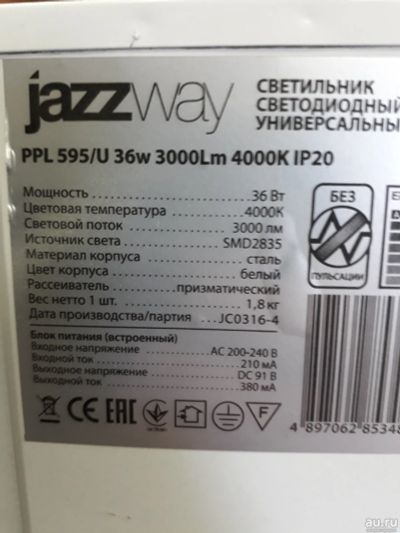 jazzway
СВЕТИЛЬНИК
СВЕТОДИОДНЫЙ
УНИВЕРСАЛЬНЫ
PPL 595/U 36w 3000Lm 4000K IP20
Мощность 36 Вт
Цветовая температура 4000K
Световой поток 3000 лм
Источник света SMD2835
Материал корпуса сталь
Цвет корпуса белый
Рассеиватель призматический
Вес нетто 1 шт. 1,8 кг
Дата производства/партия JC0316-4
БЕЗ
ПУЛЬСАЦИИ
Блок питания (встроенный)
Входное напряжение AC 200-240 В
Входной ток 210 мА
Выходное напряжение DC 91 В
Выходной ток 380 мА
CE EAC F
4 897062 85348
au.ru